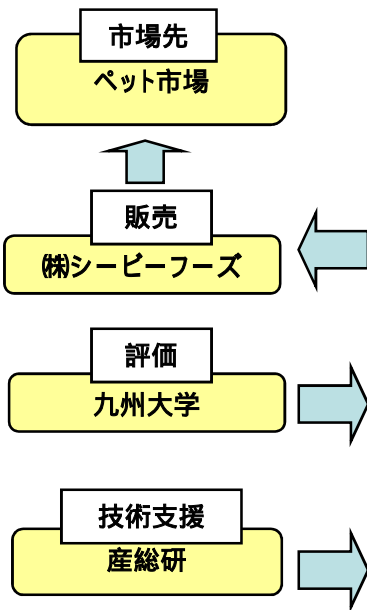 市場先
ペット市場
販売
㈱シービーフーズ
評価
九州大学
技術支援
産総研